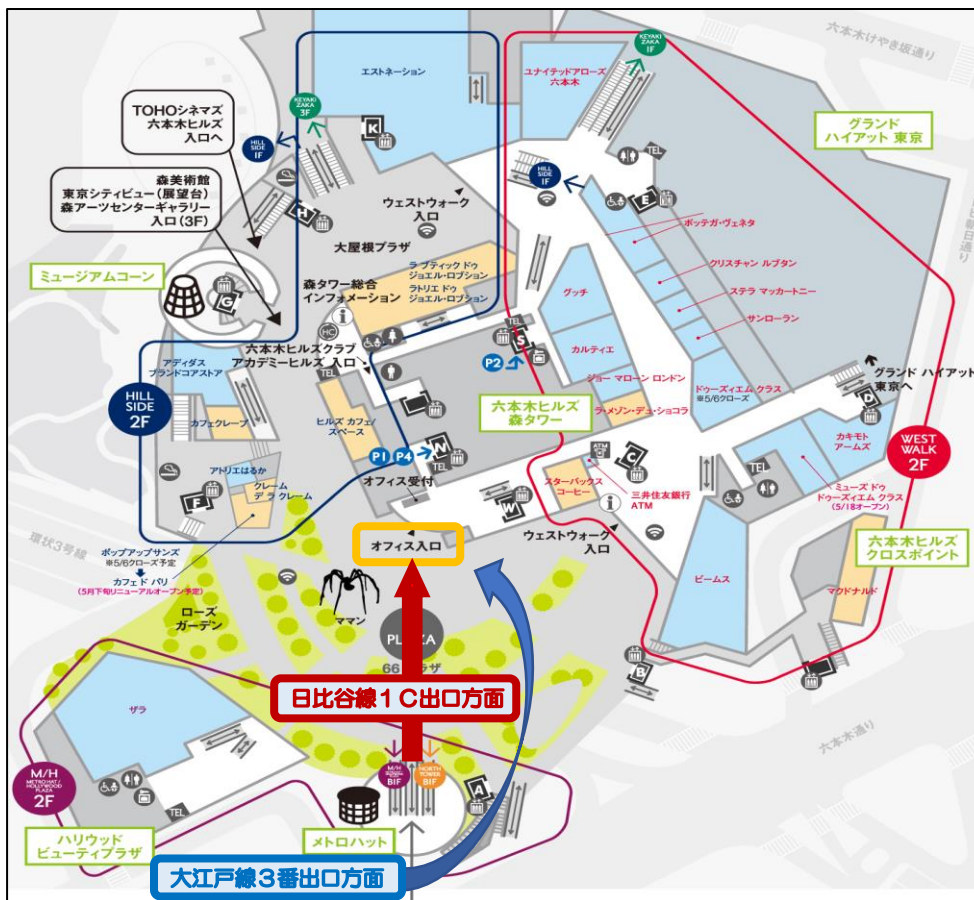 六本木けやき坂通り
KEYAKI
ZAKA
1F
エストネーション
ユナイテッドアローズ
六本木
TOHOシネマズ
六本木ヒルズ
入口へ
KEYAKI
ZAKA
3F
K
HILL
SIDE
1F
グランド
ハイアット 東京
TEL
森美術館
東京シティビュー(展望台)
森アーツセンターギャラリー
入口(3F)
HILL
SIDE
1F
H
ウェストウォーク
入口
E
ボッテガ・ヴェネタ
大屋根プラザ
ミュージアムコーン
G
森タワー総合
インフォメーション
ラ ブティック ドゥ
ジョエル・ロブション
ラトリエ ドゥ
ジョエル・ロブション
クリスチャン ルブタン
グッチ
ステラ マッカートニー
サンローラン
HC
TEL
S
六本木ヒルズクラブ
アカデミーヒルズ 入口
TEL
P2
カルティエ
アディダス
ブランドコアストア
ジョー マローン ロンドン
ドゥーズィエム クラス
※5/6クローズ
グランド ハイアット
東京へ
D
HILL
SIDE
2F
カフェクレープ
ヒルズ カフェ/
スペース
六本木ヒルズ
森タワー
ラ・メゾン・デュ・ショコラ
カキモト
アームズ
WEST
WALK
2F
P1
P4
N
TEL
ATM
C
TEL
アトリエはるか
クレーム
デ ラ クレーム
F
オフィス受付
スターバックス
コーヒー
三井住友銀行
ATM
ミューズ ドゥ
ドゥーズィエム クラス
(5/18オープン)
W
オフィス入口
ウェストウォーク
入口
六本木ヒルズ
クロスポイント
環状3号線
ポップアップサンズ
※5/6クローズ予定
カフェ ド パリ
(5月下旬リニューアルオープン予定)
ビームス
マクドナルド
ローズ
ガーデン
ママン
PLAZA
66
ラザ
B
日比谷線1C出口方面
六本木通り
ザラ
M/H
METROHAT/
HOLLYWOOD
PLAZA
2F
M/H
B1F
NORTH
TOWER
B1F
A
TEL
ハリウッド
ビューティプラザ
メトロハット
大江戸線3番出口方面